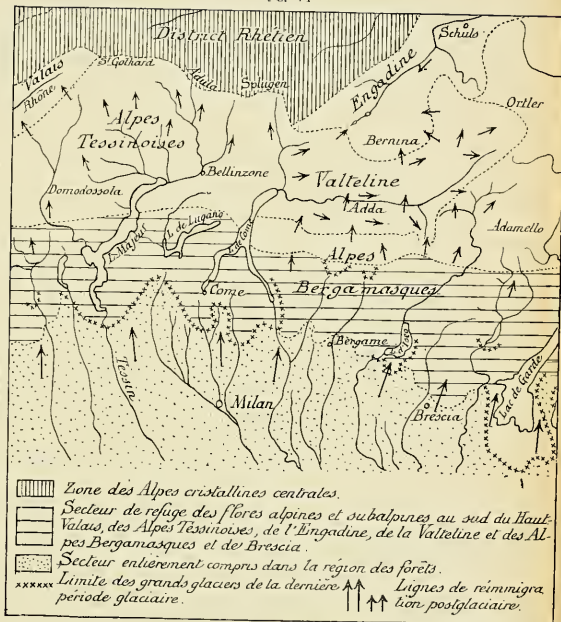 District Rhétien
Schuls
Valais
Rhône
St Gothard
Adula
Splugen
Engadine
Ortler
Alpes
Tessinoises
Bernina
Bellinzone
Valteline
Domodossola
Adda
L. Majeur
L. de Lugano
L. de Come
Adamello
Alpes
Bergamasques
Come
Bergame
L. d'Iseo
Lac de Garde
Tessin
Milan
Brescia
Zone des Alpes cristallines centrales.
Secteur de refuge des flores alpines et subalpines au sud du Haut-
Valais, des Alpes Tessinoises, de l'Engadine, de la Valteline et des Al-
pes Bergamasques et de Brescia.
Secteur entièrement compris dans la région des forêts.
Limite des grands glaciers de la dernière
période glaciaire.
Lignes de réimmigra
tion postglaciaire.